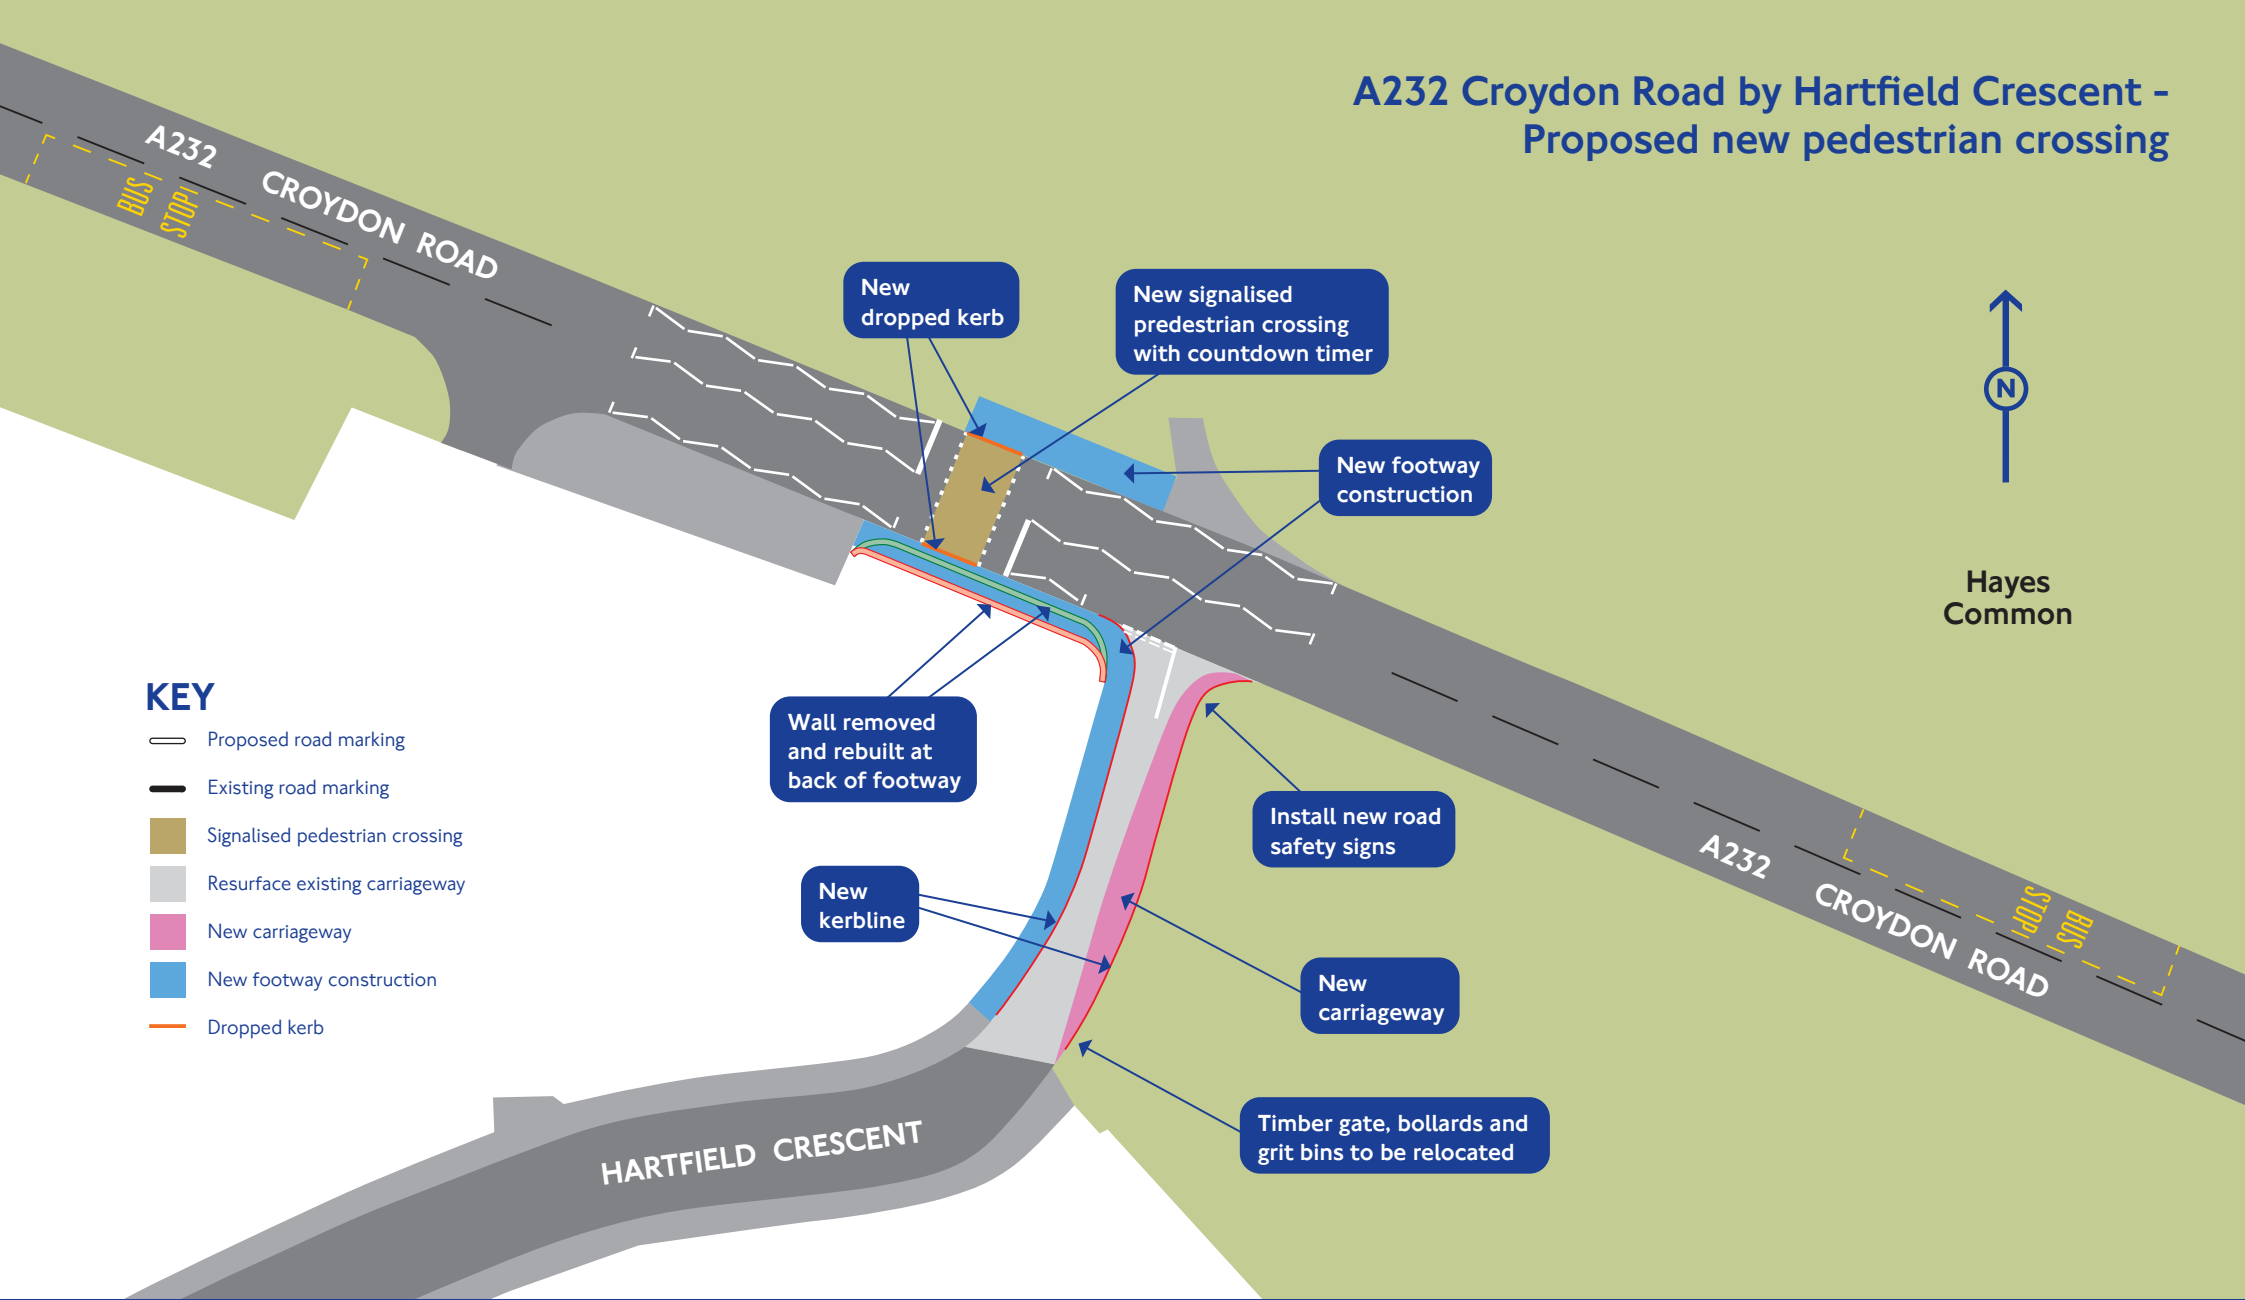 A232 Croydon Road by Hartfield Crescent -
Proposed new pedestrian crossing
A232 CROYDON ROAD
BUS
STOP
New
dropped kerb
New signalised
predestrian crossing
with countdown timer
New footway
construction
N
Hayes
Common
Wall removed
and rebuilt at
back of footway
Install new road
safety signs
New
kerbline
New
carriageway
Timber gate, bollards and
grit bins to be relocated
A232 CROYDON ROAD
BUS
STOP
HARTFIELD CRESCENT
KEY
Proposed road marking
Existing road marking
Signalised pedestrian crossing
Resurface existing carriageway
New carriageway
New footway construction
Dropped kerb